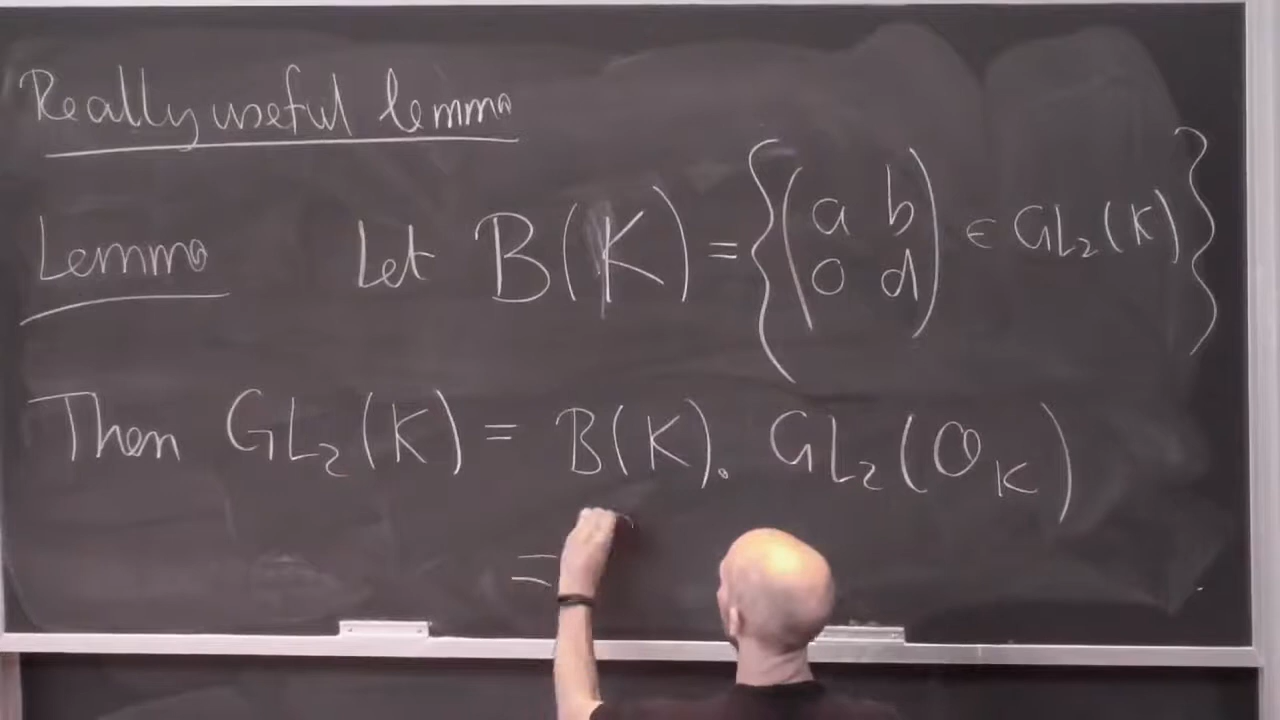 Really useful lemma
Lemma Let B(K) = { ( a b ; 0 d ) ∈ GL₂(K) }
Then GL₂(K) = B(K). GL₂(O_K)
=